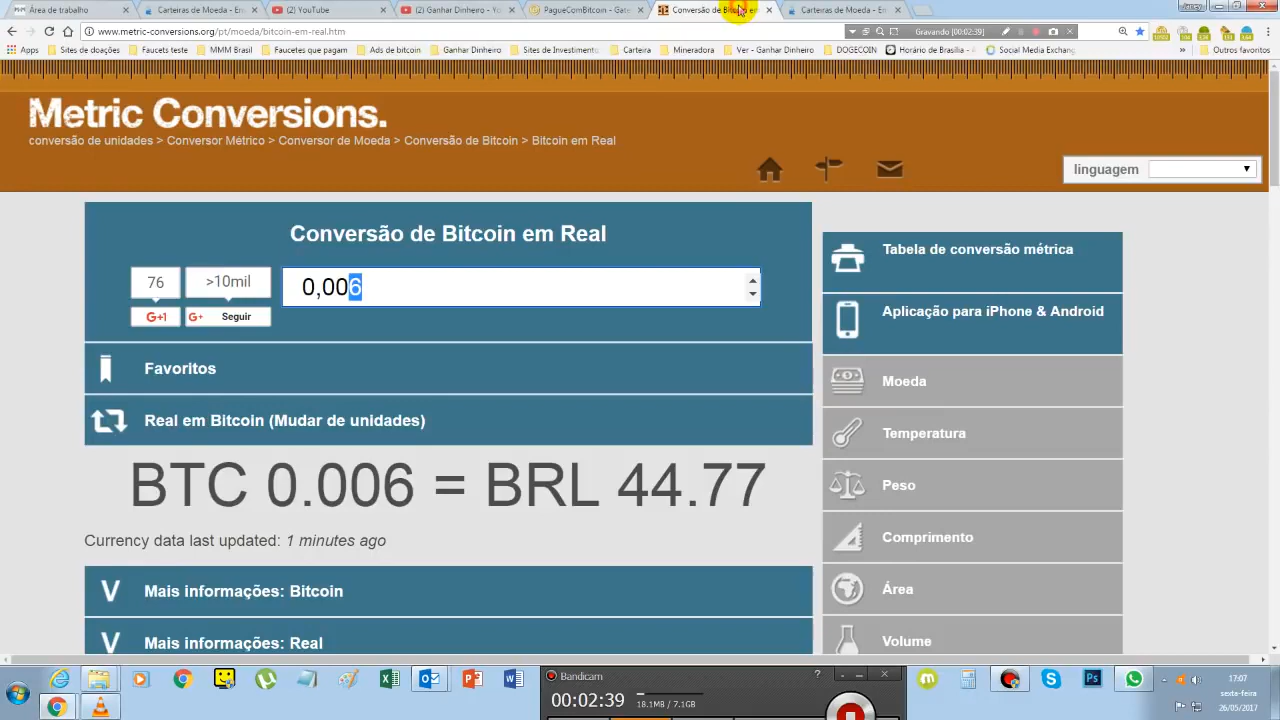 Área de trabalho
Carteiras de Moeda - Em
(2) YouTube
(2) Ganhar Dinheiro - Yo
PagueComBitcoin - Gate
Conversão de Bitcoin em
Carteiras de Moeda - Em
www.metric-conversions.org/pt/moeda/bitcoin-em-real.htm
Gravando [00:02:39]
Apps
Sites de doações
Faucets teste
MMM Brasil
Faucetes que pagam
Ads de bitcoin
Ganhar Dinheiro
Sites de Investimento
Carteira
Mineradora
Ver - Ganhar Dinheiro
DOGECOIN
Horário de Brasília - A
Social Media Exchang
»
Outros favoritos
Metric Conversions.
conversão de unidades > Conversor Métrico > Conversor de Moeda > Conversão de Bitcoin > Bitcoin em Real
linguagem
Conversão de Bitcoin em Real
76
>10mil
0,006
G+1
G+ Seguir
Tabela de conversão métrica
Aplicação para iPhone & Android
Favoritos
Moeda
Real em Bitcoin (Mudar de unidades)
Temperatura
BTC 0.006 = BRL 44.77
Peso
Currency data last updated: 1 minutes ago
Comprimento
V Mais informações: Bitcoin
Área
V Mais informações: Real
Volume
Bandicam
00:02:39
18.1MB / 7.1GB
17:07
sexta-feira
26/05/2017